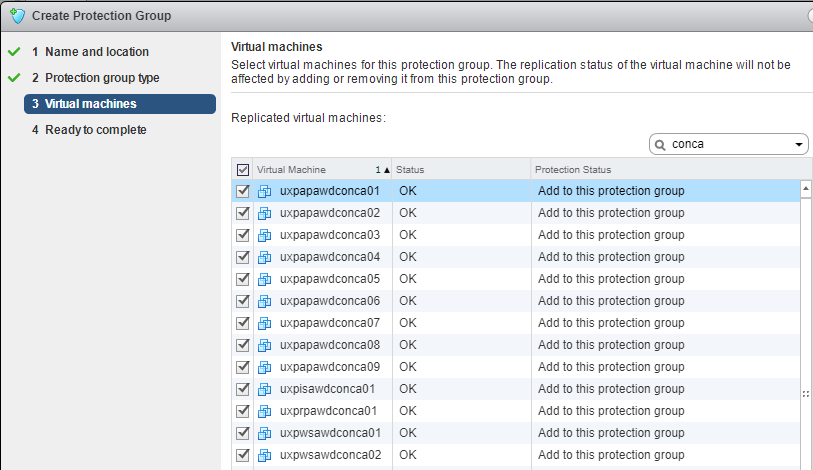 Create Protection Group
1 Name and location
2 Protection group type
3 Virtual machines
4 Ready to complete
Virtual machines
Select virtual machines for this protection group. The replication status of the virtual machine will not be
affected by adding or removing it from this protection group.
Replicated virtual machines:
conca
Virtual Machine 1 ▲ Status Protection Status
uxpapawdconca01 OK Add to this protection group
uxpapawdconca02 OK Add to this protection group
uxpapawdconca03 OK Add to this protection group
uxpapawdconca04 OK Add to this protection group
uxpapawdconca05 OK Add to this protection group
uxpapawdconca06 OK Add to this protection group
uxpapawdconca07 OK Add to this protection group
uxpapawdconca08 OK Add to this protection group
uxpapawdconca09 OK Add to this protection group
uxpisawdconca01 OK Add to this protection group
uxprpawdconca01 OK Add to this protection group
uxpwsawdconca01 OK Add to this protection group
uxpwsawdconca02 OK Add to this protection group